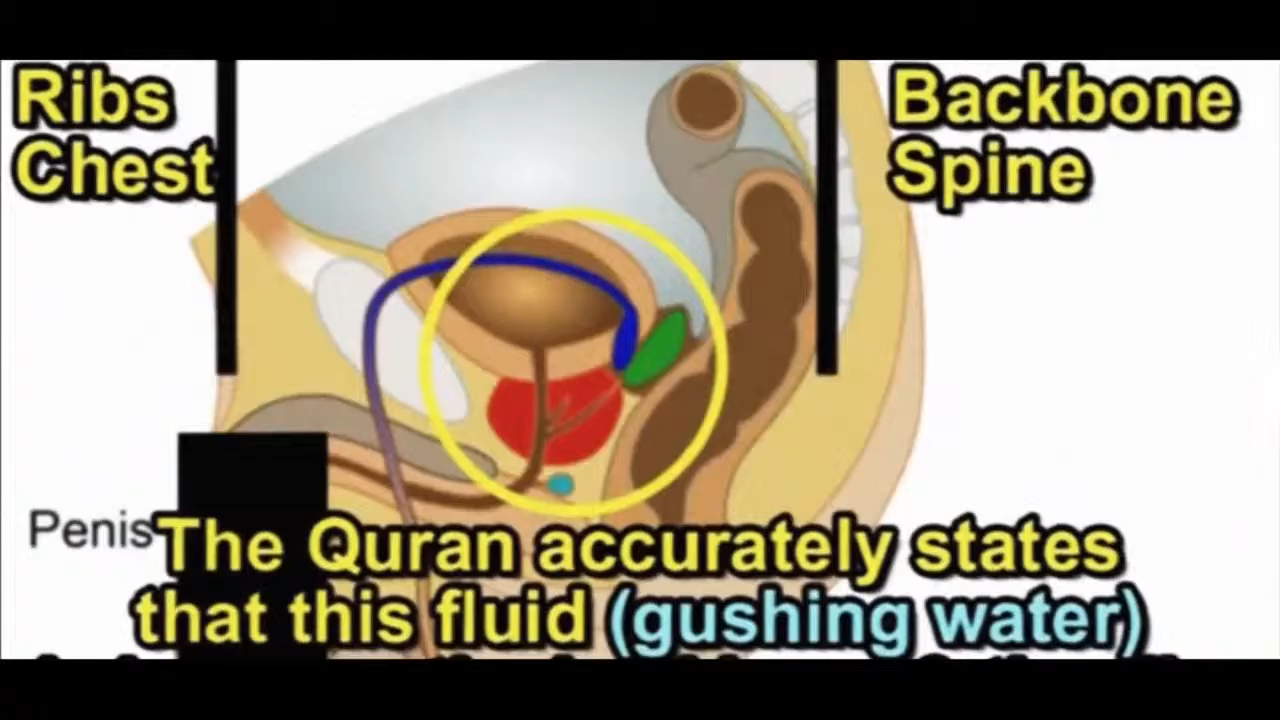 Ribs
Chest
Backbone
Spine
Penis
The Quran accurately states
that this fluid (gushing water)